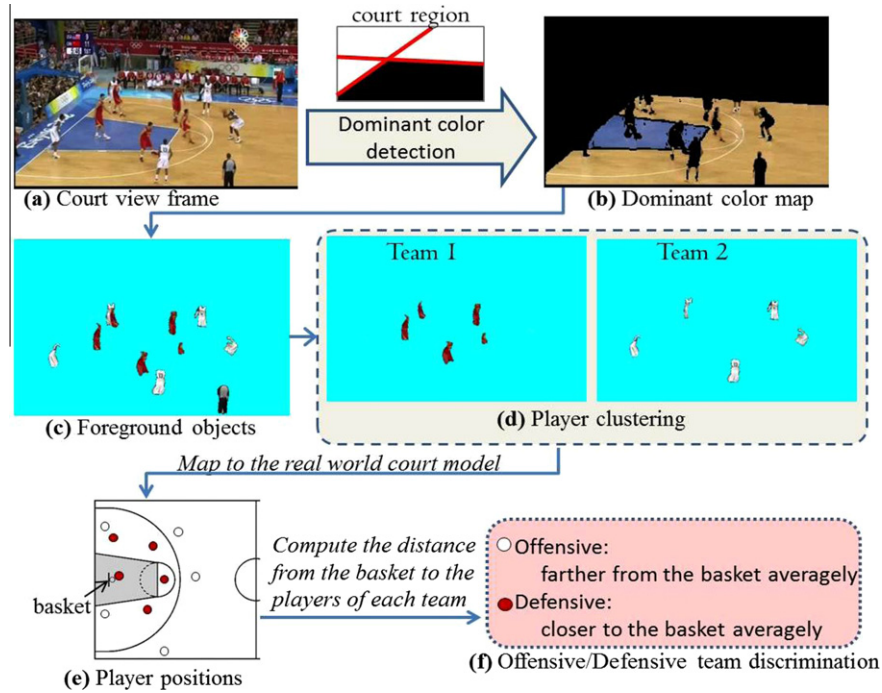 court region
Dominant color
detection
(a) Court view frame
(b) Dominant color map
Team 1
Team 2
(c) Foreground objects
(d) Player clustering
Map to the real world court model
Compute the distance
from the basket to the
players of each team
basket
Offensive:
farther from the basket averagely
Defensive:
closer to the basket averagely
(e) Player positions
(f) Offensive/Defensive team discrimination